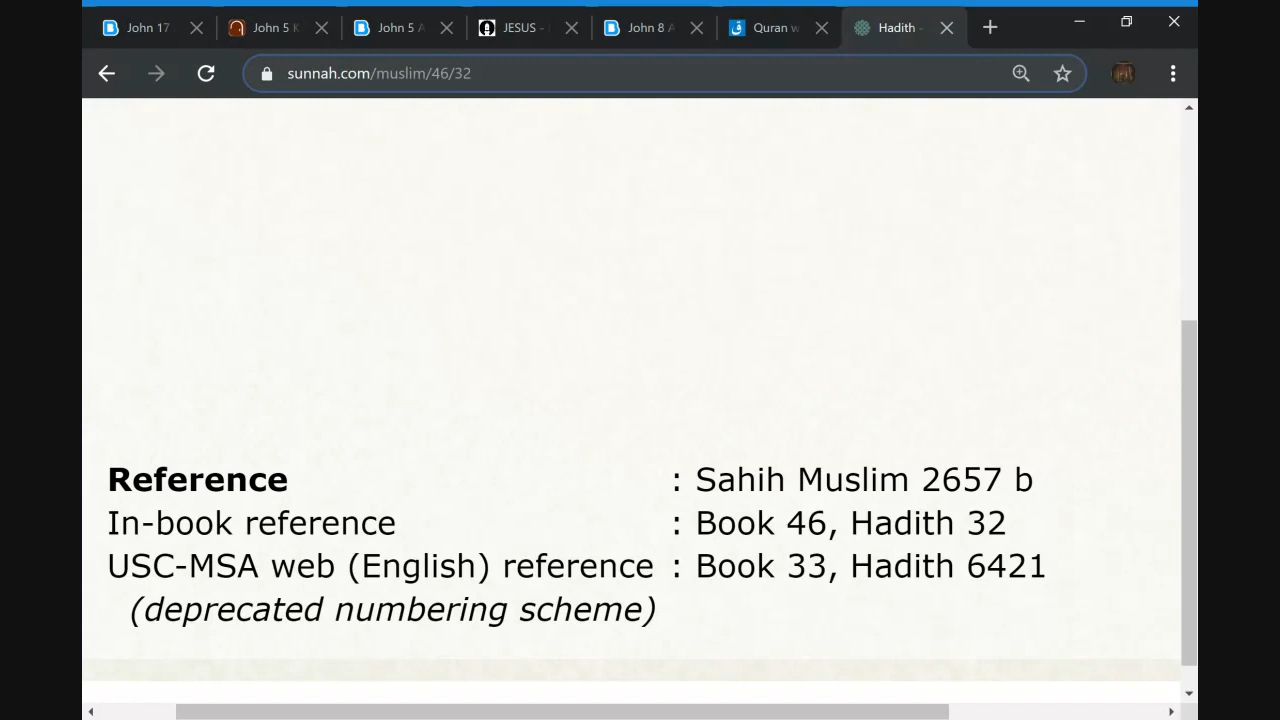 John 17
John 5 K
John 5 A
JESUS -
John 8 A
Quran w
Hadith -
sunnah.com/muslim/46/32
Reference : Sahih Muslim 2657 b
In-book reference : Book 46, Hadith 32
USC-MSA web (English) reference : Book 33, Hadith 6421
(deprecated numbering scheme)